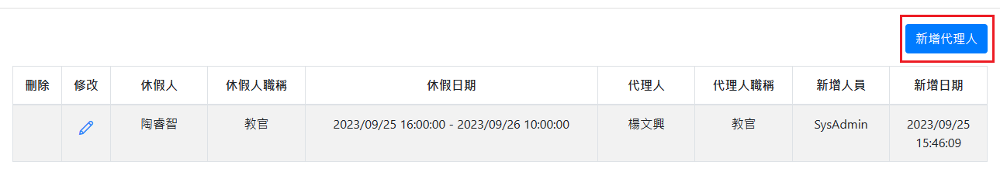 新增代理人
刪除 修改 休假人 休假人職稱 休假日期 代理人 代理人職稱 新增人員 新增日期
陶睿智 教官 2023/09/25 16:00:00 - 2023/09/26 10:00:00 楊文興 教官 SysAdmin 2023/09/25
15:46:09